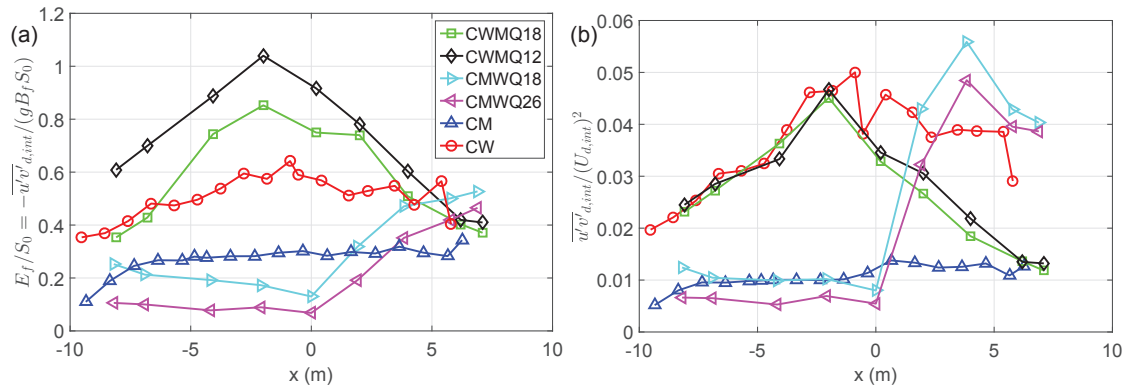 (a)
E_f/S_0 = −\overline{u'v'}_{d,int}/(gB_fS_0)
1.2
1
0.8
0.6
0.4
0.2
0
-10
-5
0
5
10
x (m)
CWMQ18
CWMQ12
CMWQ18
CMWQ26
CM
CW
(b)
\overline{u'v'}_{d,int}/(U_{d,int})^2
0.06
0.05
0.04
0.03
0.02
0.01
0
-10
-5
0
5
10
x (m)